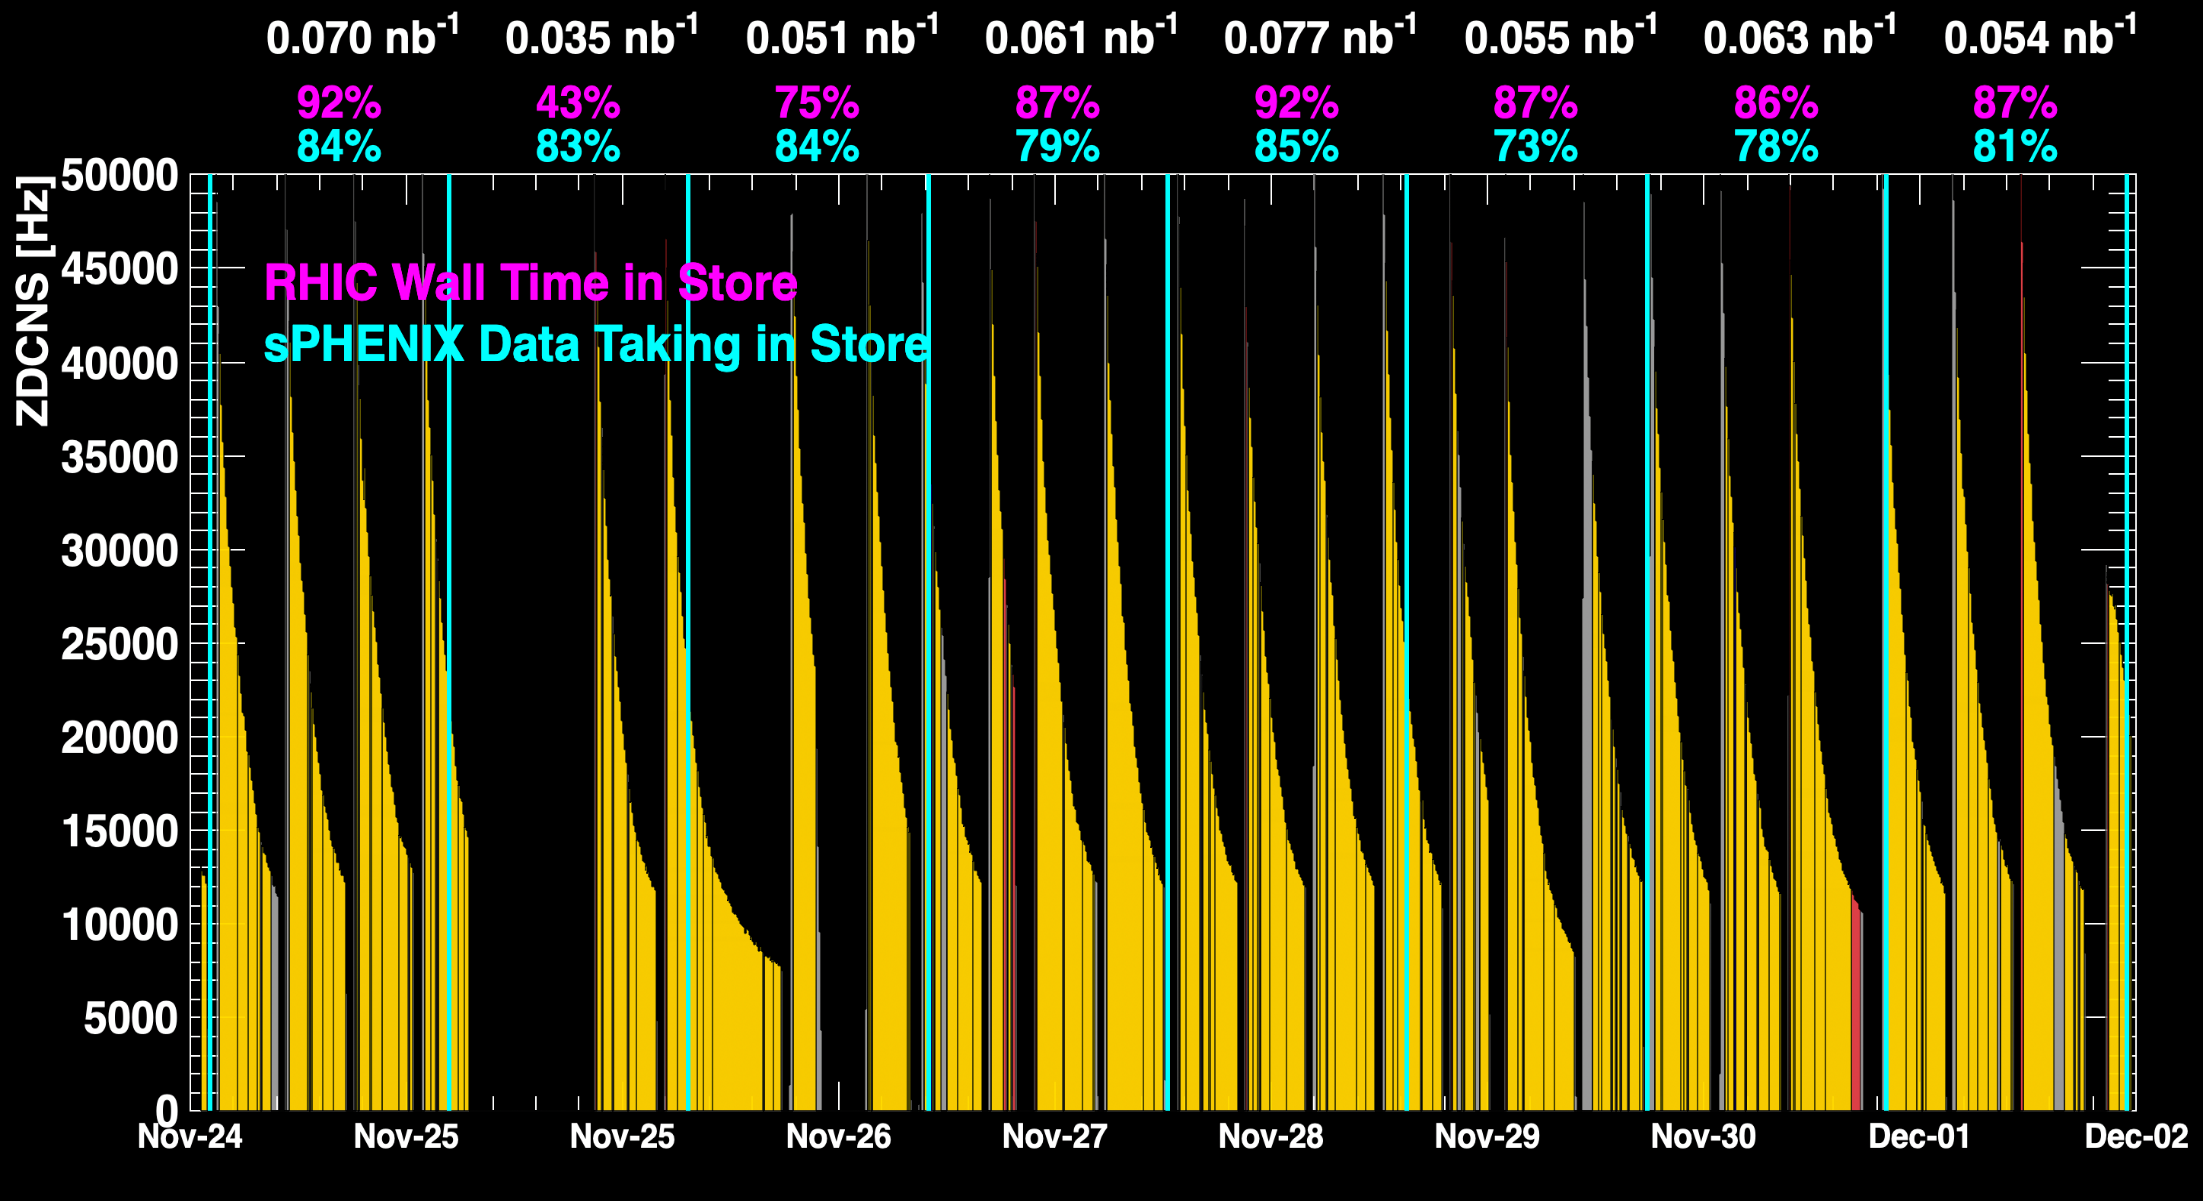 0.070 nb-1 0.035 nb-1 0.051 nb-1 0.061 nb-1 0.077 nb-1 0.055 nb-1 0.063 nb-1 0.054 nb-1
92% 43% 75% 87% 92% 87% 86% 87%
84% 83% 84% 79% 85% 73% 78% 81%
ZDCNS [Hz]
50000
45000
RHIC Wall Time in Store
sPHENIX Data Taking in Store
40000
35000
30000
25000
20000
15000
10000
5000
0
Nov-24 Nov-25 Nov-25 Nov-26 Nov-27 Nov-28 Nov-29 Nov-30 Dec-01 Dec-02